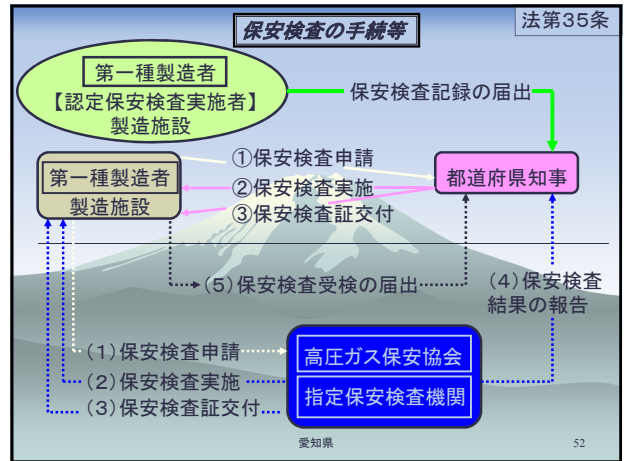 保安検査の手続等
法第35条
第一種製造者
【認定保安検査実施者】
製造施設
保安検査記録の届出
①保安検査申請
第一種製造者
製造施設
②保安検査実施
③保安検査証交付
都道府県知事
(5)保安検査受検の届出
(4)保安検査
結果の報告
(1)保安検査申請
(2)保安検査実施
(3)保安検査証交付
高圧ガス保安協会
指定保安検査機関
愛知県
52